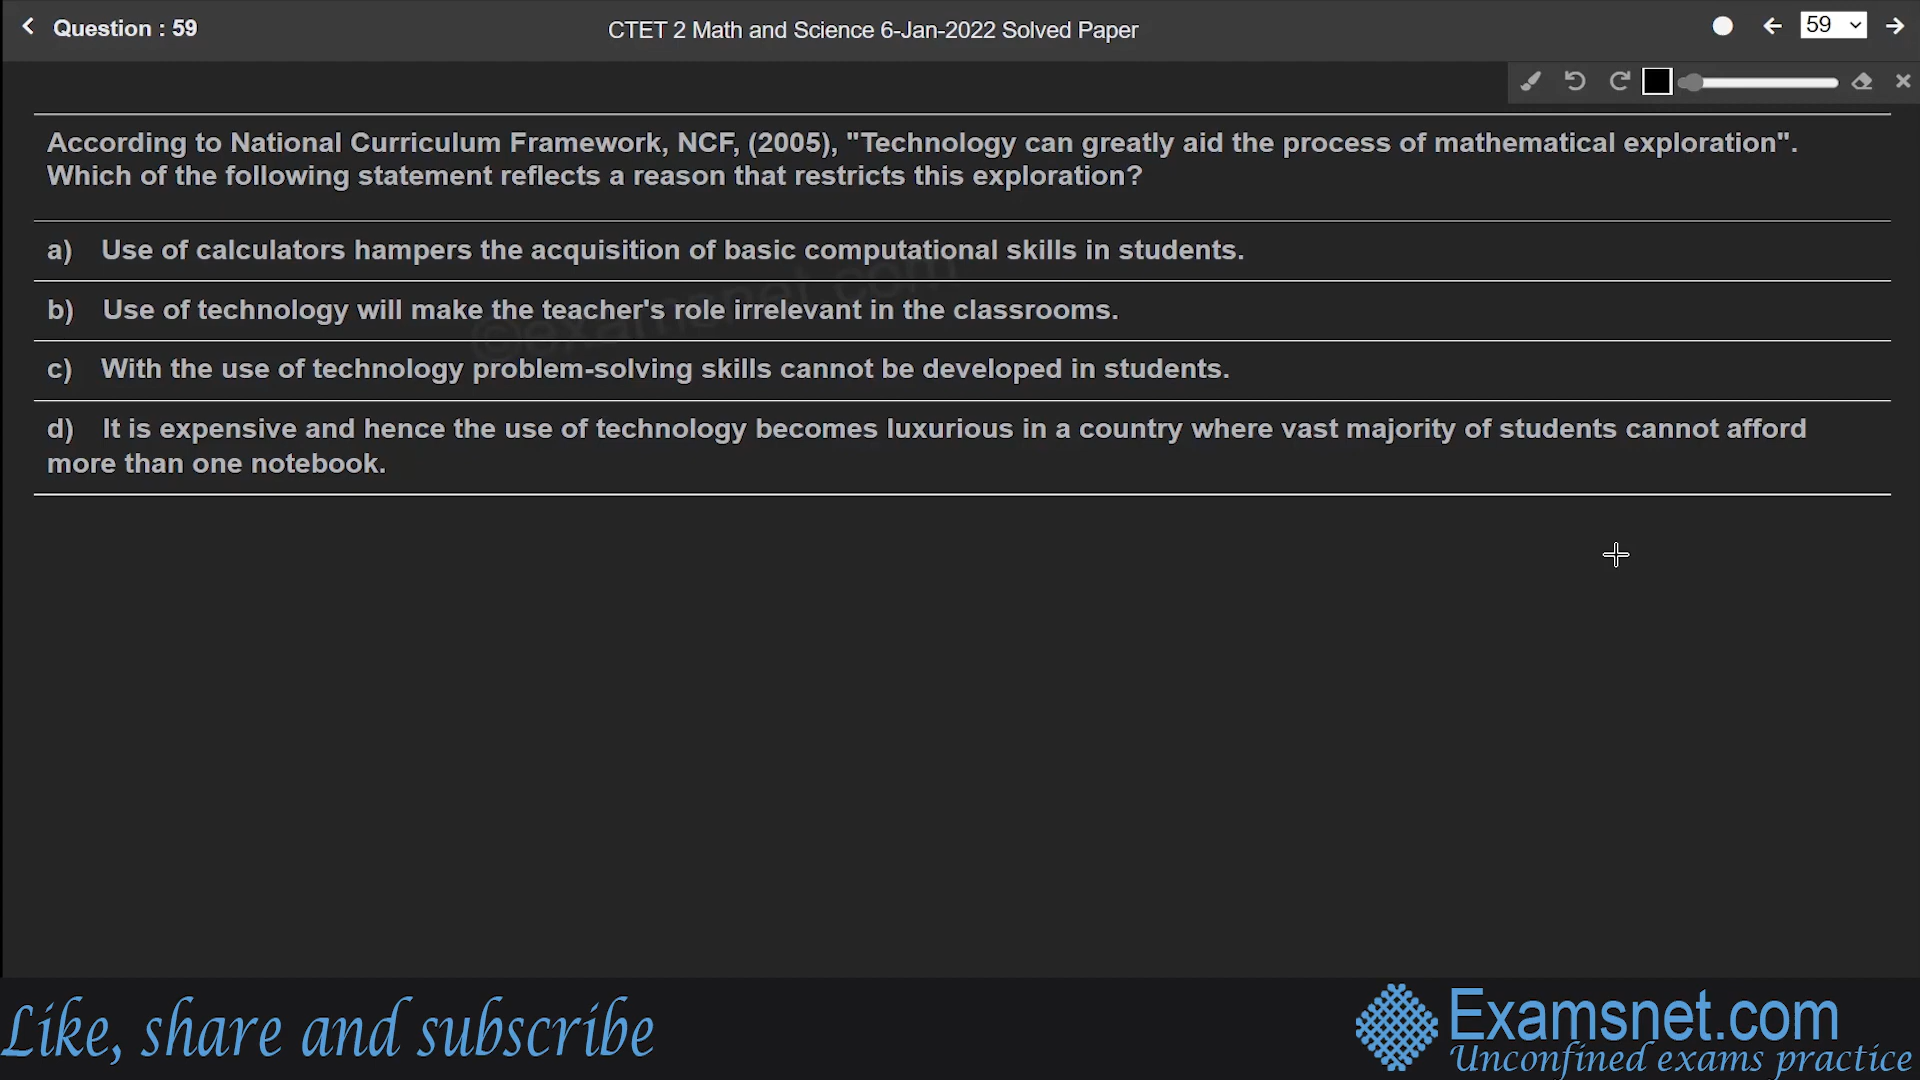 Question : 59
CTET 2 Math and Science 6-Jan-2022 Solved Paper
59
According to National Curriculum Framework, NCF, (2005), "Technology can greatly aid the process of mathematical exploration".
Which of the following statement reflects a reason that restricts this exploration?
a) Use of calculators hampers the acquisition of basic computational skills in students.
b) Use of technology will make the teacher's role irrelevant in the classrooms.
c) With the use of technology problem-solving skills cannot be developed in students.
d) It is expensive and hence the use of technology becomes luxurious in a country where vast majority of students cannot afford
more than one notebook.
©examsnet.com
Like, share and subscribe
Examsnet.com
Unconfined exams practice